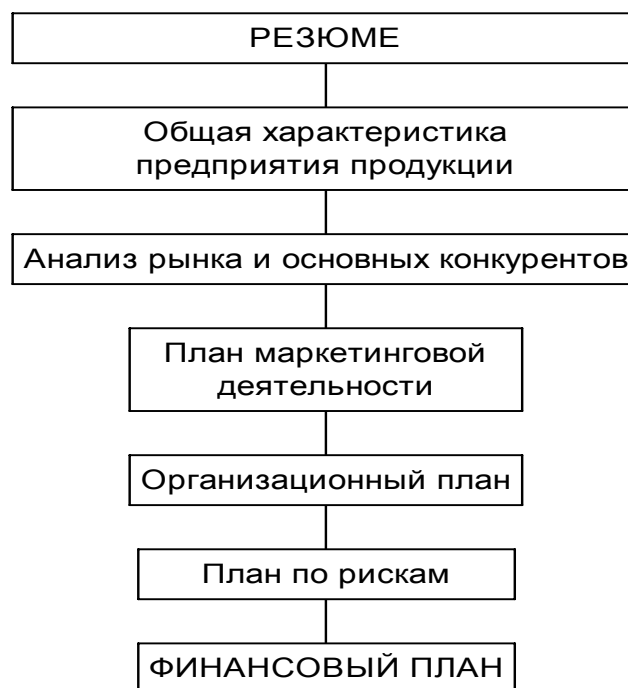 РЕЗЮМЕ
Общая характеристика
предприятия продукции
Анализ рынка и основных конкурентов
План маркетинговой
деятельности
Организационный план
План по рискам
ФИНАНСОВЫЙ ПЛАН